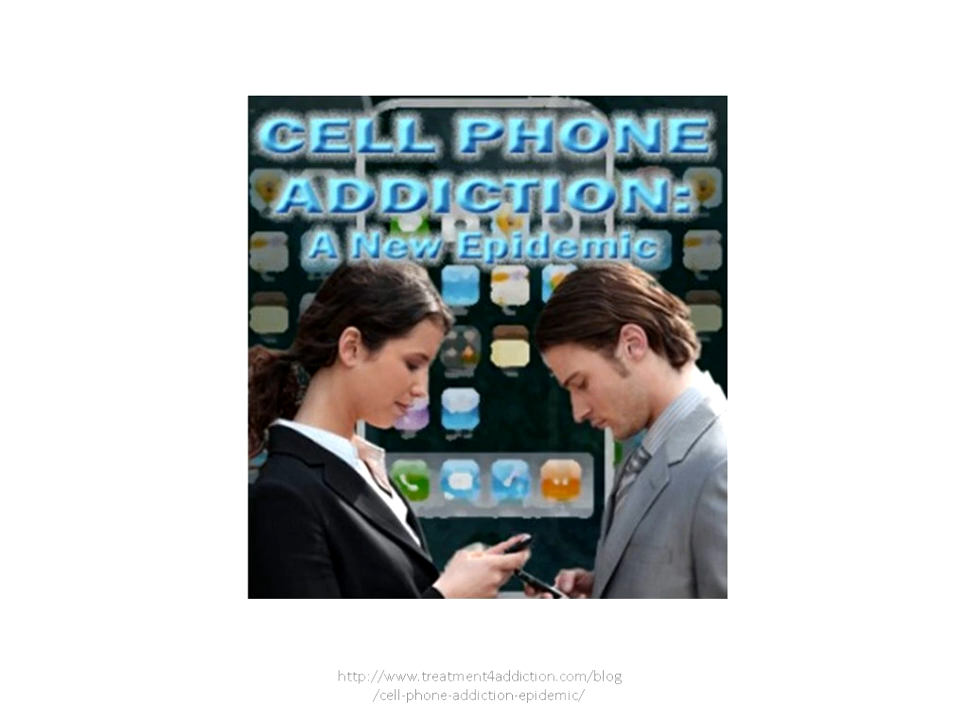 CELL PHONE
ADDICTION:
A New Epidemic
http://www.treatment4addiction.com/blog
/cell-phone-addiction-epidemic/